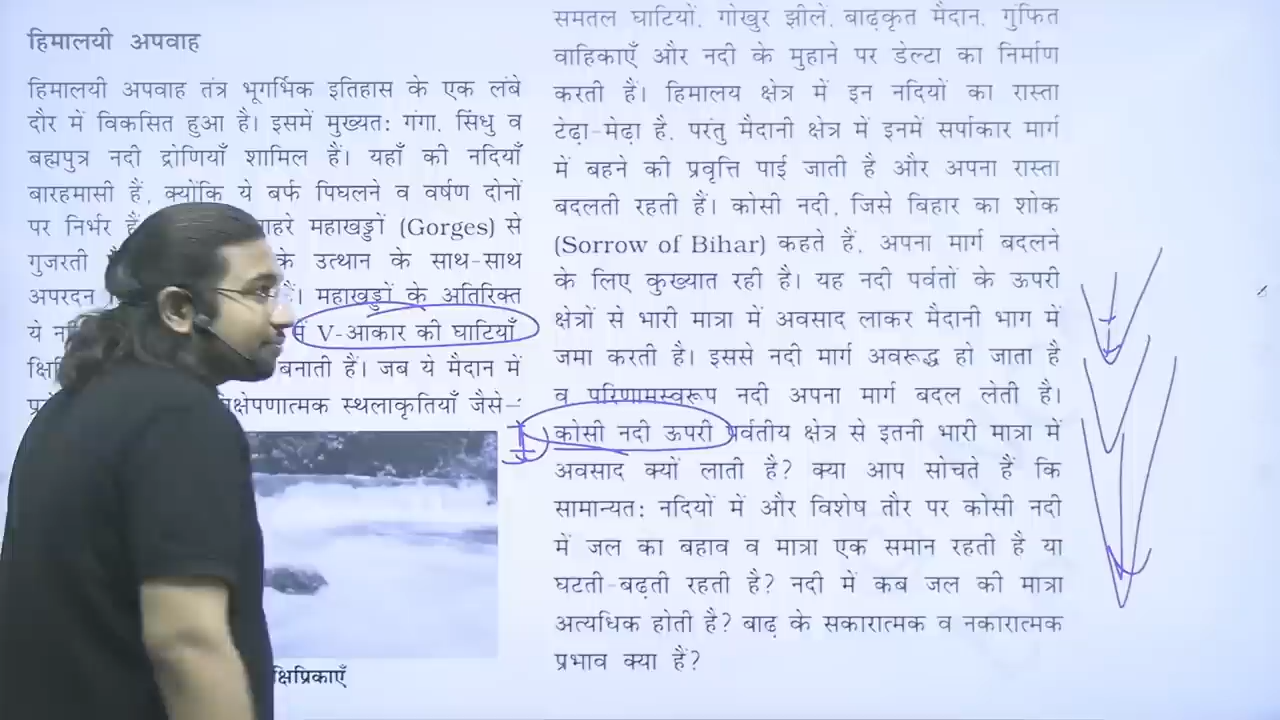 हिमालयी अपवाह
हिमालयी अपवाह तंत्र भूगर्भिक इतिहास के एक लंबे
दौर में विकसित हुआ है। इसमें मुख्यत: गंगा, सिंधु व
ब्रह्मपुत्र नदी द्रोणियाँ शामिल हैं। यहाँ की नदियाँ
बारहमासी हैं, क्योंकि ये बर्फ पिघलने व वर्षण दोनों
पर निर्भर महाखड्डों (Gorges) से
गुजरती के उत्थान के साथ-साथ
अपरदन महाखड्डों के अतिरिक्त
ये V-आकार की घाटियाँ
बनाती हैं। जब ये मैदान में
स्थलाकृतियाँ जैसे-
क्षिप्रिकाएँ
समतल घाटियों, गोखुर झीलें, बाढ़कृत मैदान, गुंफित
वाहिकाएँ और नदी के मुहाने पर डेल्टा का निर्माण
करती हैं। हिमालय क्षेत्र में इन नदियों का रास्ता
टेढ़ा-मेढ़ा है, परंतु मैदानी क्षेत्र में इनमें सर्पाकार मार्ग
में बहने की प्रवृत्ति पाई जाती है और अपना रास्ता
बदलती रहती हैं। कोसी नदी, जिसे बिहार का शोक
(Sorrow of Bihar) कहते हैं, अपना मार्ग बदलने
के लिए कुख्यात रही है। यह नदी पर्वतों के ऊपरी
क्षेत्रों से भारी मात्रा में अवसाद लाकर मैदानी भाग में
जमा करती है। इससे नदी मार्ग अवरूद्ध हो जाता है
व परिणामस्वरूप नदी अपना मार्ग बदल लेती है।
कोसी नदी ऊपरी पर्वतीय क्षेत्र से इतनी भारी मात्रा में
अवसाद क्यों लाती है? क्या आप सोचते हैं कि
सामान्यत: नदियों में और विशेष तौर पर कोसी नदी
में जल का बहाव व मात्रा एक समान रहती है या
घटती-बढ़ती रहती है? नदी में कब जल की मात्रा
अत्यधिक होती है? बाढ़ के सकारात्मक व नकारात्मक
प्रभाव क्या हैं?